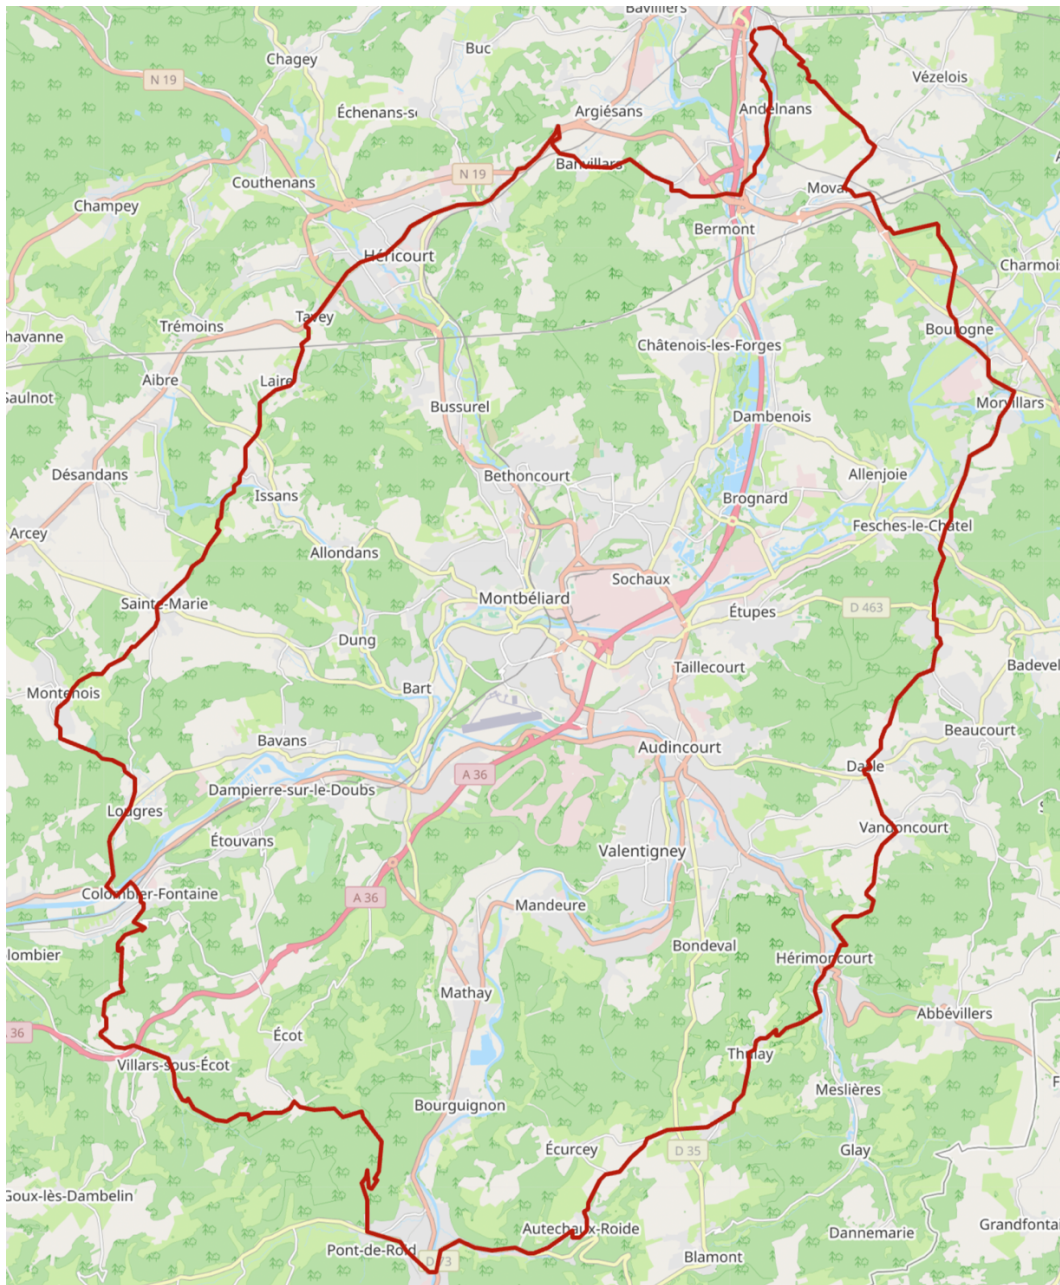 Bavilliers
Buc
Chagey
N 19
Vézelois
Argiésans
Andelnans
Échenans-s
Banvillars
N 19
Couthenans
Champey
Bermont
Héricourt
Charmoi
Tavey
Trémoins
havanne
Bourogne
Châtenois-les-Forges
Aibre
Laire
Saulnot
Bussurel
Morvillars
Dambenois
Désandans
Bethoncourt
Allenjoie
Issans
Brognard
Arcey
Fesches-le-Châtel
Allondans
Sochaux
Montbéliard
Sainte-Marie
D 463
Étupes
Dung
Taillecourt
Badevel
Bart
Montenois
Beaucourt
Bavans
Audincourt
Dasle
A 36
Dampierre-sur-le-Doubs
Lougres
Vandoncourt
Étouvans
Valentigney
Colombier-Fontaine
A 36
Mandeure
Bondeval
olombier
Hérimoncourt
Mathay
Abbévillers
36
Écot
Thulay
Villars-sous-Écot
Meslières
Bourguignon
Écurcey
D 35
Glay
Goux-lès-Dambelin
Autechaux-Roide
Dannemarie
Grandfonta
Pont-de-Roid
Blamont